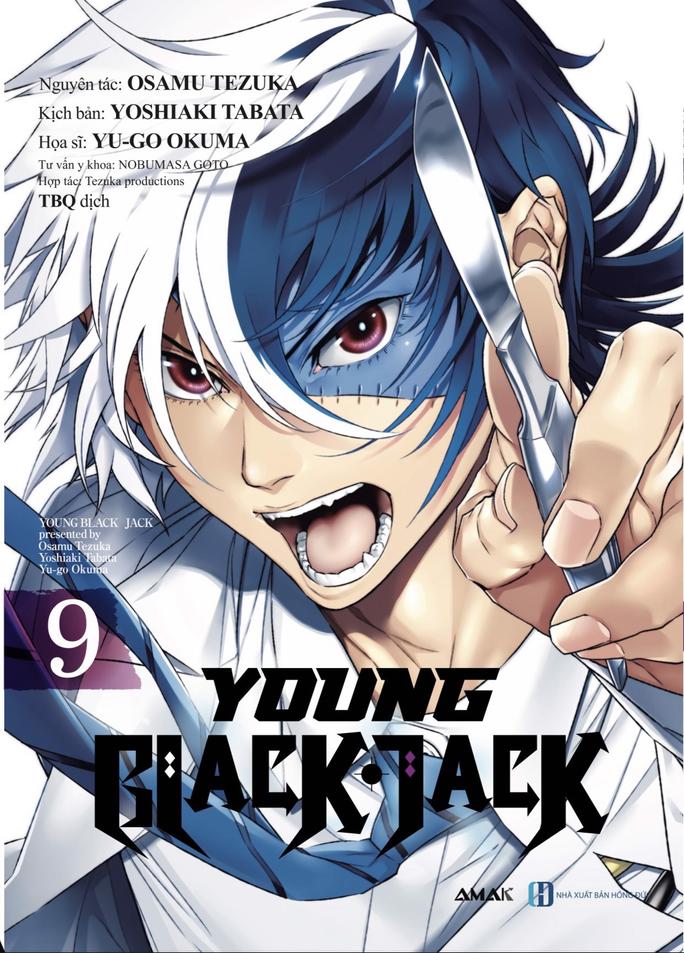 Nguyên tác: OSAMU TEZUKA
Kịch bản: YOSHIAKI TABATA
Họa sĩ: YU-GO OKUMA
Tư vấn y khoa: NOBUMASA GOTO
Hợp tác: Tezuka productions
TBQ dịch
YOUNG BLACK JACK
presented by
Osamu Tezuka
Yoshiaki Tabata
Yu-go Okuma
9
YOUNG
BLACK JACK
AMAK
NHÀ XUẤT BẢN HỒNG ĐỨC